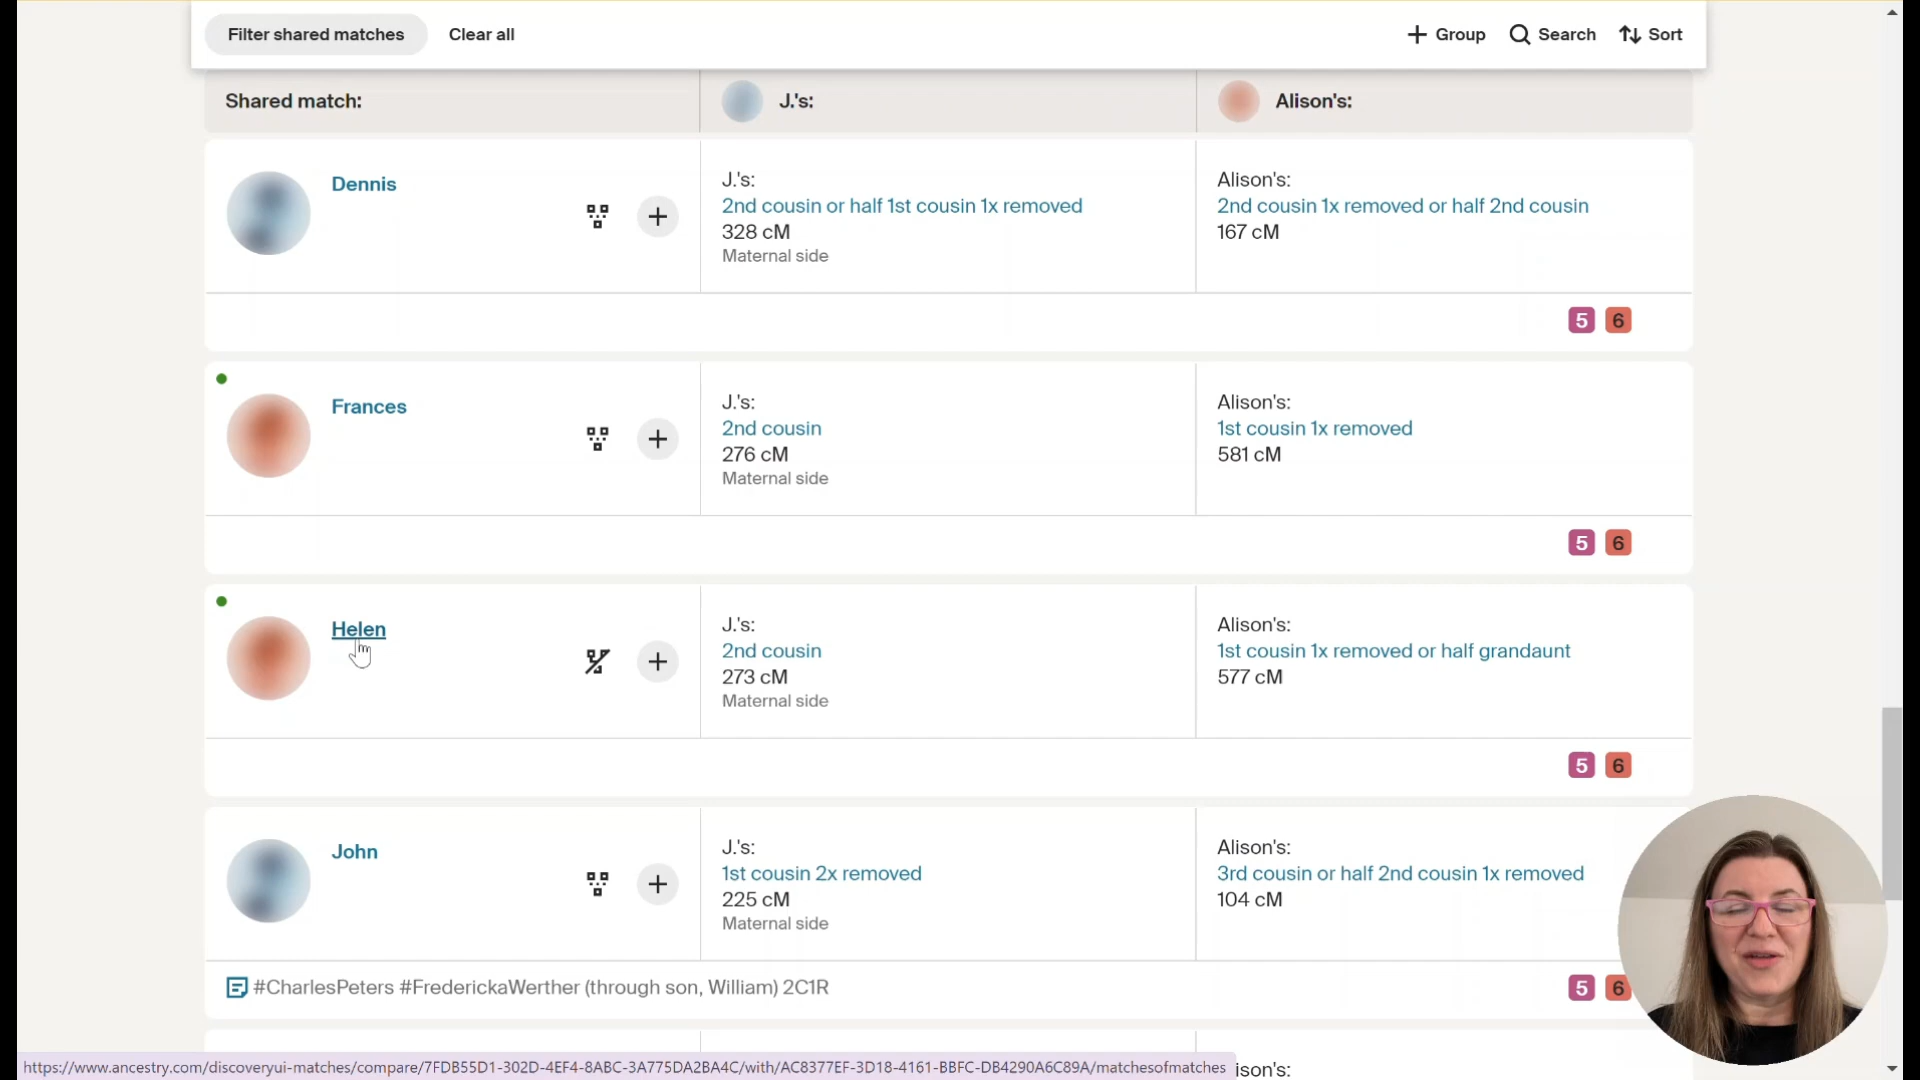 Filter shared matches Clear all Group Search Sort
Shared match: J.'s: Alison's:
Dennis
J.'s:
2nd cousin or half 1st cousin 1x removed
328 cM
Maternal side
Alison's:
2nd cousin 1x removed or half 2nd cousin
167 cM
5 6
Frances
J.'s:
2nd cousin
276 cM
Maternal side
Alison's:
1st cousin 1x removed
581 cM
5 6
Helen
J.'s:
2nd cousin
273 cM
Maternal side
Alison's:
1st cousin 1x removed or half grandaunt
577 cM
5 6
John
J.'s:
1st cousin 2x removed
225 cM
Maternal side
Alison's:
3rd cousin or half 2nd cousin 1x removed
104 cM
#CharlesPeters #FrederickaWerther (through son, William) 2C1R
5 6
https://www.ancestry.com/discoveryui-matches/compare/7FDB55D1-302D-4EF4-8ABC-3A775DA2BA4C/with/AC8377EF-3D18-4161-BBFC-DB4290A6C89A/matchesofmatches
ison's: